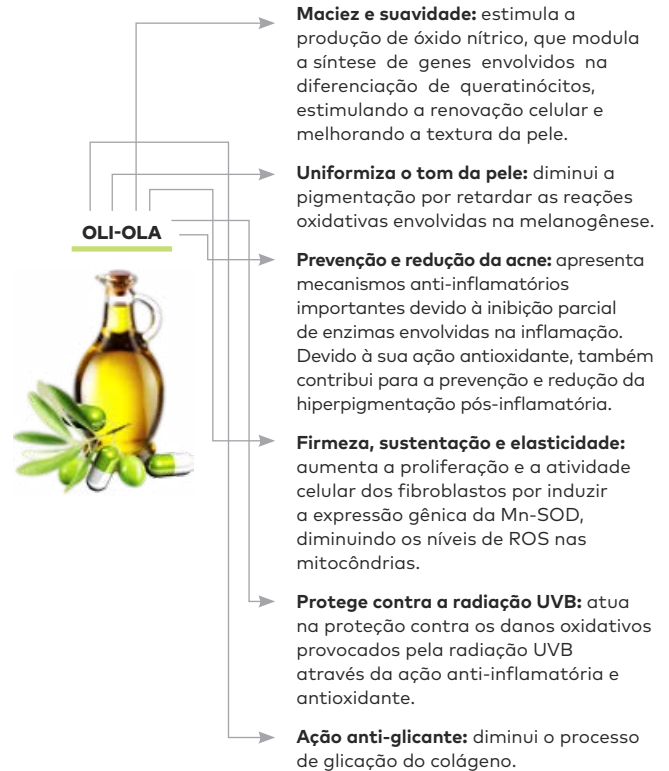 Maciez e suavidade: estimula a
produção de óxido nítrico, que modula
a síntese de genes envolvidos na
diferenciação de queratinócitos,
estimulando a renovação celular e
melhorando a textura da pele.
Uniformiza o tom da pele: diminui a
pigmentação por retardar as reações
oxidativas envolvidas na melanogênese.
OLI-OLA
Prevenção e redução da acne: apresenta
mecanismos anti-inflamatórios
importantes devido à inibição parcial
de enzimas envolvidas na inflamação.
Devido à sua ação antioxidante, também
contribui para a prevenção e redução da
hiperpigmentação pós-inflamatória.
Firmeza, sustentação e elasticidade:
aumenta a proliferação e a atividade
celular dos fibroblastos por induzir
a expressão gênica da Mn-SOD,
diminuindo os níveis de ROS nas
mitocôndrias.
Protege contra a radiação UVB: atua
na proteção contra os danos oxidativos
provocados pela radiação UVB
através da ação anti-inflamatória e
antioxidante.
Ação anti-glicante: diminui o processo
de glicação do colágeno.